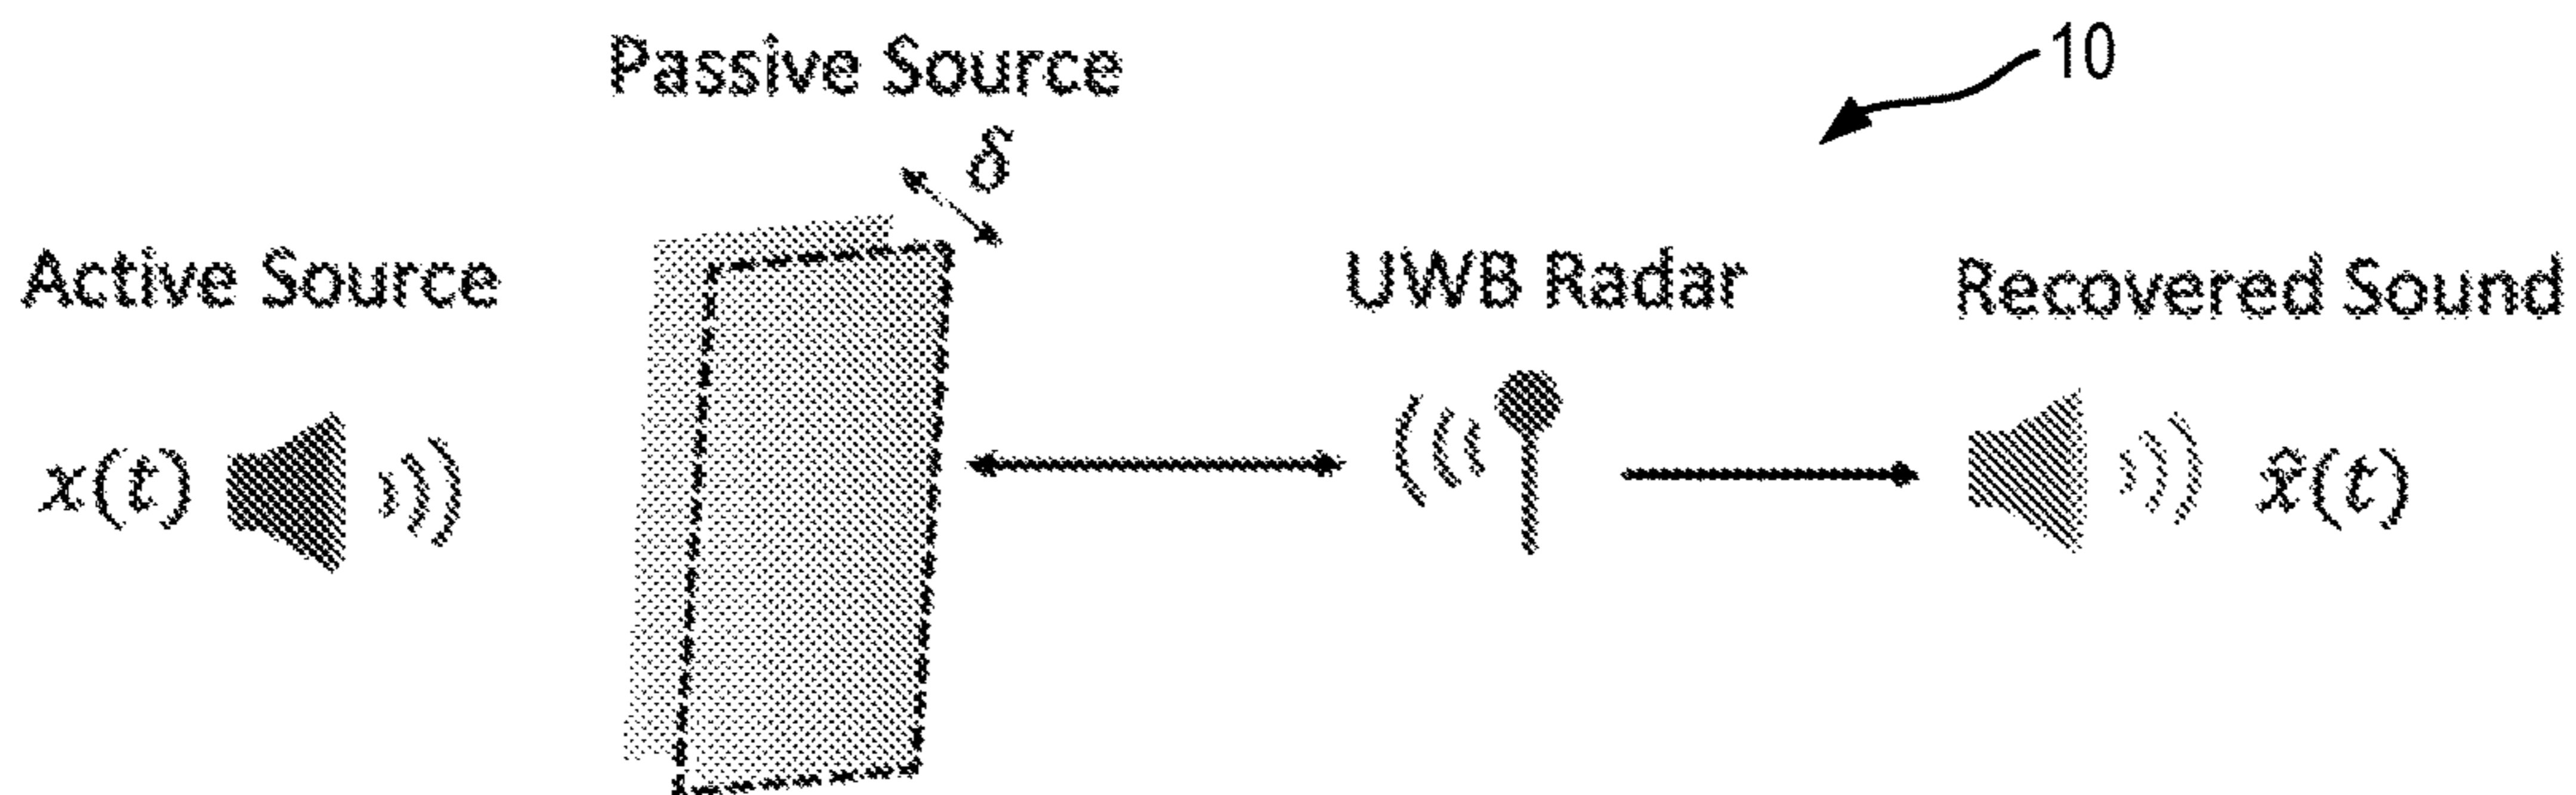 Passive Source
10
δ
Active Source
UWB Radar
Recovered Sound
x(t)
x̂(t)